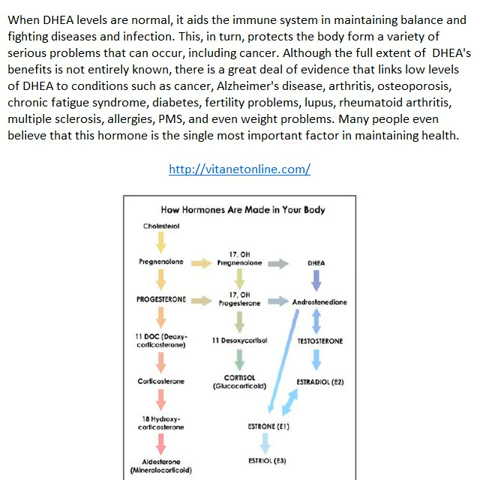 When DHEA levels are normal, it aids the immune system in maintaining balance and
fighting diseases and infection. This, in turn, protects the body form a variety of
serious problems that can occur, including cancer. Although the full extent of  DHEA's
benefits is not entirely known, there is a great deal of evidence that links low levels
of DHEA to conditions such as cancer, Alzheimer's disease, arthritis, osteoporosis,
chronic fatigue syndrome, diabetes, fertility problems, lupus, rheumatoid arthritis,
multiple sclerosis, allergies, PMS, and even weight problems. Many people even
believe that this hormone is the single most important factor in maintaining health.
http://vitanetonline.com/
How Hormones Are Made in Your Body
Cholesterol
Pregnenolone
17, OH
Pregnenolone
DHEA
PROGESTERONE
17, OH
Progesterone
Androstenedione
11 DOC (Deoxy-
corticosterone)
11 Desoxycortisol
TESTOSTERONE
Corticosterone
CORTISOL
(Glucocorticoid)
ESTRADIOL (E2)
18 Hydroxy-
corticosterone
ESTRONE (E1)
Aldosterone
(Mineralocorticoid)
ESTRIOL (E3)